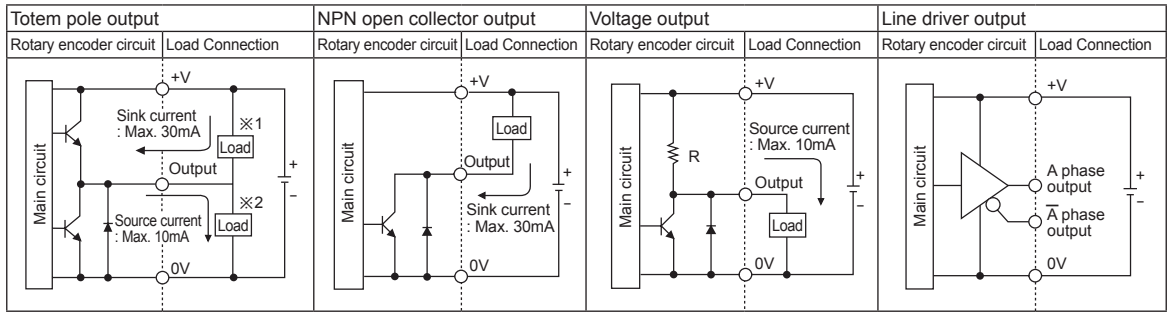 Totem pole output
Rotary encoder circuit
Load Connection
Main circuit
+V
Sink current
: Max. 30mA
※1
Load
Output
Source current
: Max. 10mA
※2
Load
+
−
0V
NPN open collector output
Rotary encoder circuit
Load Connection
Main circuit
+V
Load
Output
Sink current
: Max. 30mA
+
−
0V
Voltage output
Rotary encoder circuit
Load Connection
Main circuit
+V
R
Source current
: Max. 10mA
Output
Load
+
−
0V
Line driver output
Rotary encoder circuit
Load Connection
Main circuit
+V
A phase
output
A̅ phase
output
+
−
0V